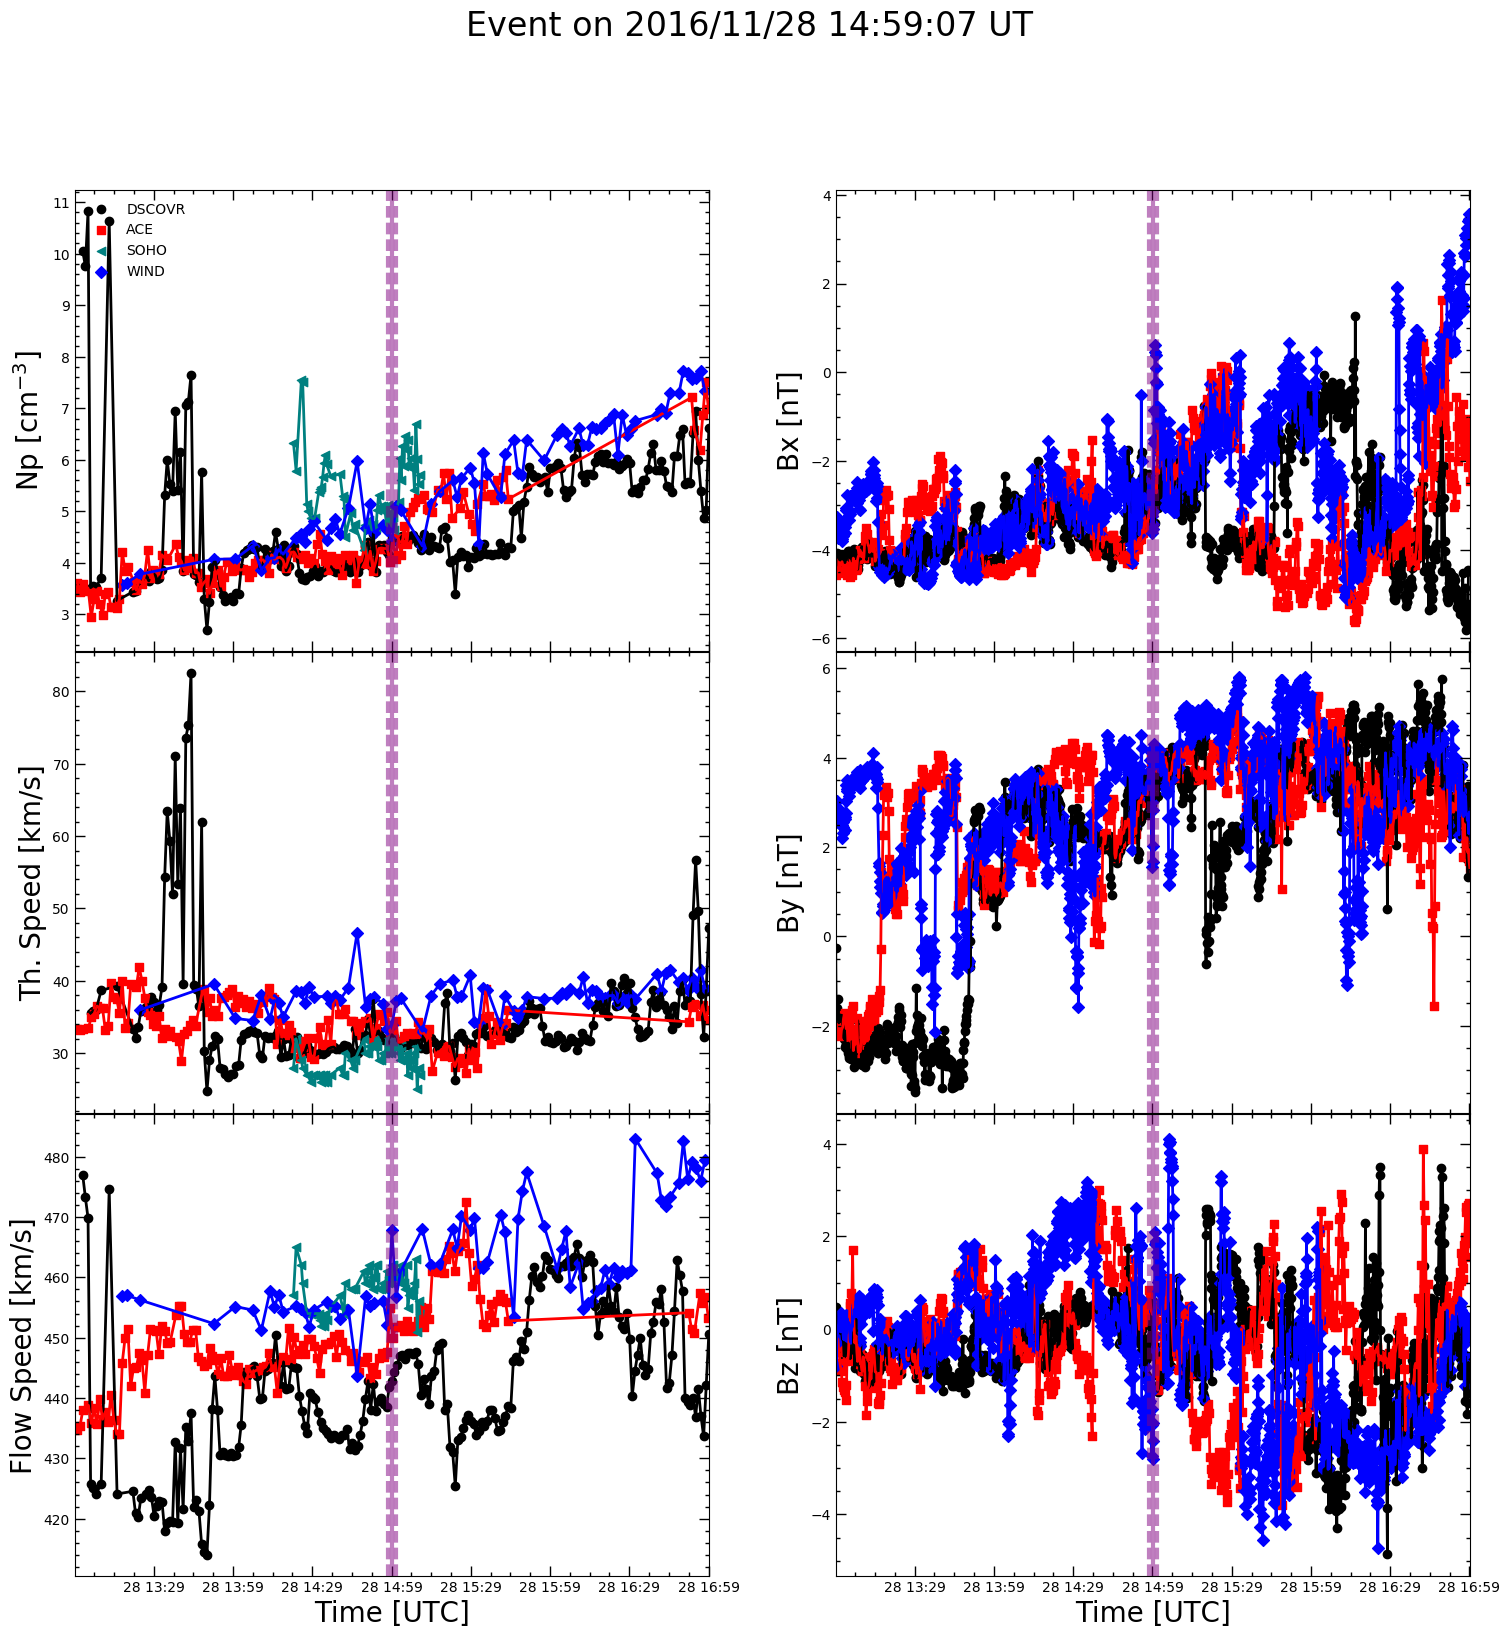 Event on 2016/11/28 14:59:07 UT
DSCOVR
ACE
SOHO
WIND
Np [cm⁻³]
11
10
9
8
7
6
5
4
3
Th. Speed [km/s]
80
70
60
50
40
30
Flow Speed [km/s]
480
470
460
450
440
430
420
28 13:29 28 13:59 28 14:29 28 14:59 28 15:29 28 15:59 28 16:29 28 16:59
Time [UTC]
Bx [nT]
4
2
0
−2
−4
−6
By [nT]
6
4
2
0
−2
Bz [nT]
4
2
0
−2
−4
28 13:29 28 13:59 28 14:29 28 14:59 28 15:29 28 15:59 28 16:29 28 16:59
Time [UTC]